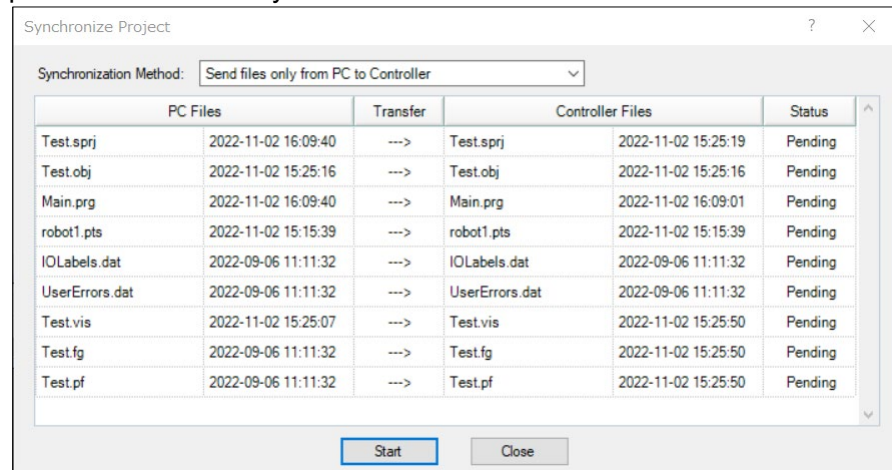 Synchronize Project ? ×
Synchronization Method: Send files only from PC to Controller
PC Files Transfer Controller Files Status
Test.sprj 2022-11-02 16:09:40 ---> Test.sprj 2022-11-02 15:25:19 Pending
Test.obj 2022-11-02 15:25:16 ---> Test.obj 2022-11-02 15:25:16 Pending
Main.prg 2022-11-02 16:09:40 ---> Main.prg 2022-11-02 16:09:01 Pending
robot1.pts 2022-11-02 15:15:39 ---> robot1.pts 2022-11-02 15:15:39 Pending
IOLabels.dat 2022-09-06 11:11:32 ---> IOLabels.dat 2022-09-06 11:11:32 Pending
UserErrors.dat 2022-09-06 11:11:32 ---> UserErrors.dat 2022-09-06 11:11:32 Pending
Test.vis 2022-11-02 15:25:07 ---> Test.vis 2022-11-02 15:25:50 Pending
Test.fg 2022-09-06 11:11:32 ---> Test.fg 2022-11-02 15:25:50 Pending
Test.pf 2022-09-06 11:11:32 ---> Test.pf 2022-11-02 15:25:50 Pending
Start Close